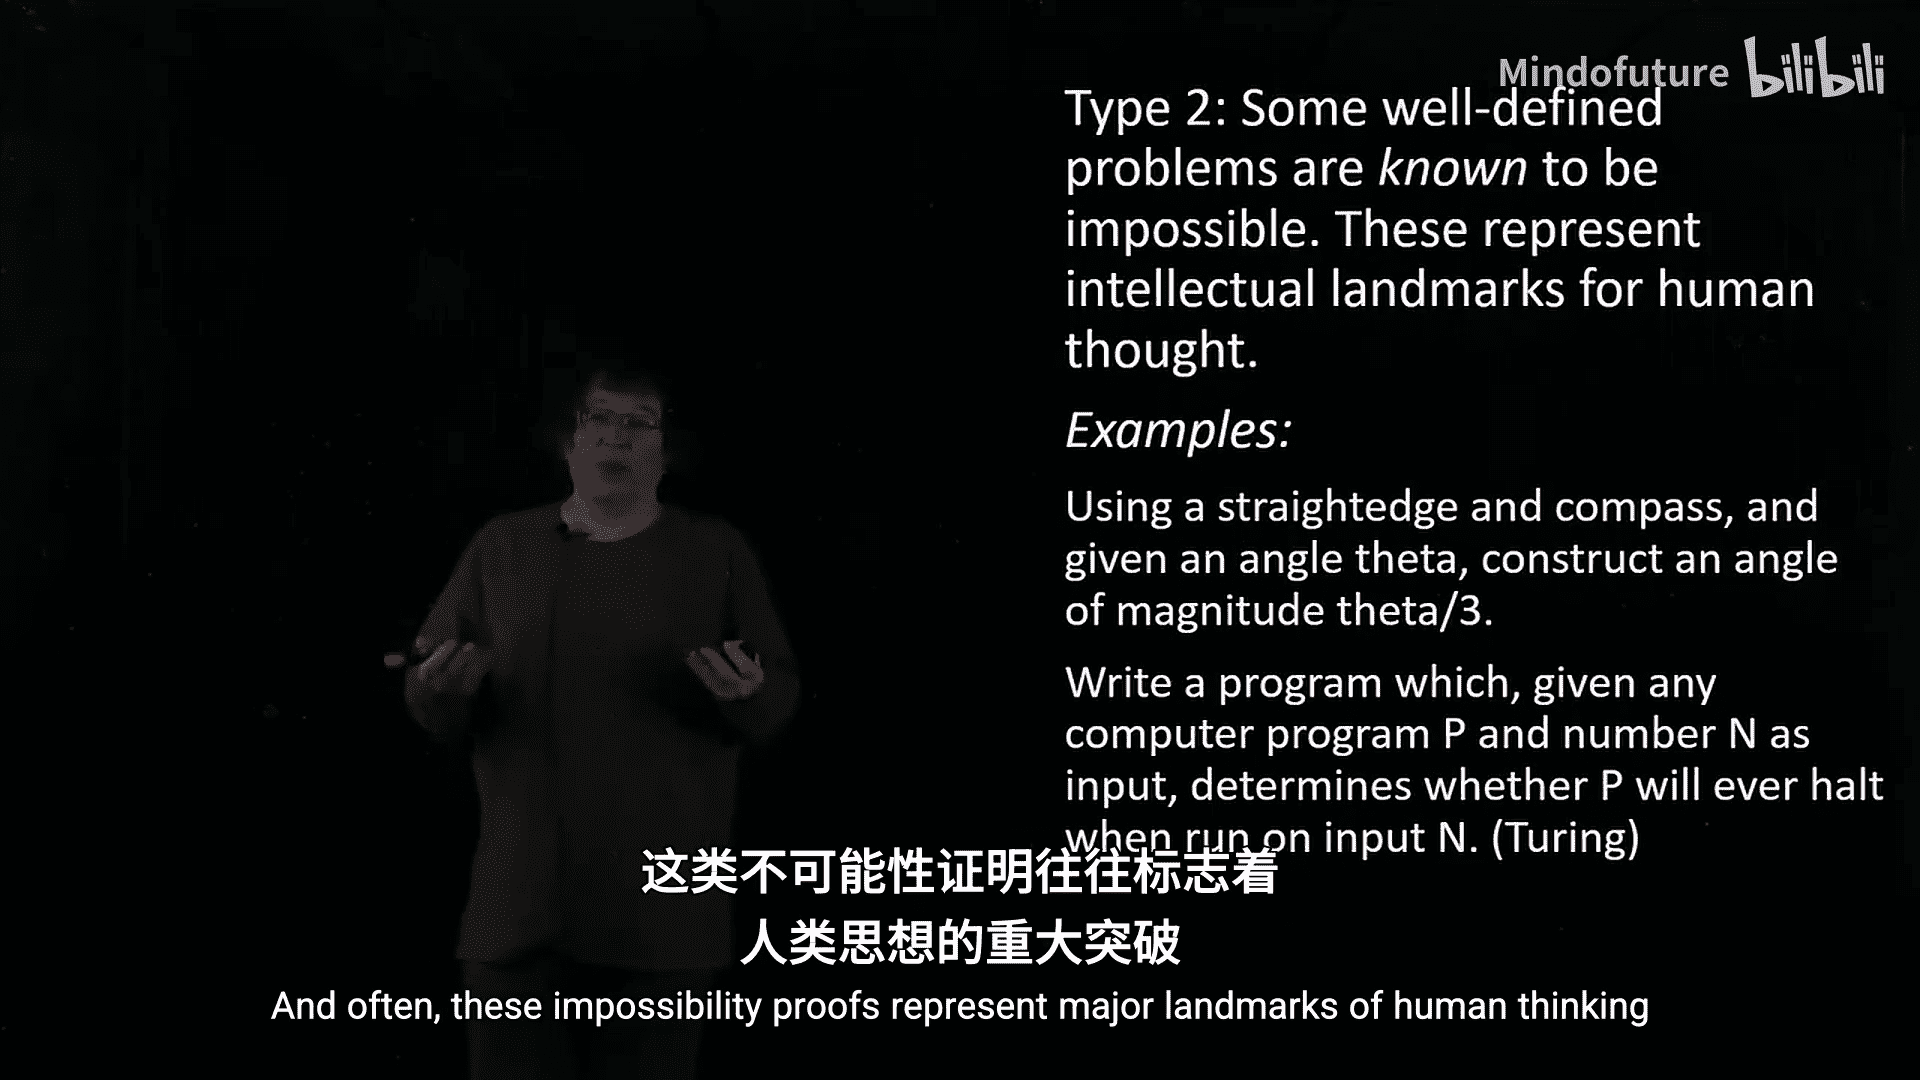 Mindofuture bilibili
Type 2: Some well-defined
problems are known to be
impossible. These represent
intellectual landmarks for human
thought.
Examples:
Using a straightedge and compass, and
given an angle theta, construct an angle
of magnitude theta/3.
Write a program which, given any
computer program P and number N as
input, determines whether P will ever halt
when run on input N. (Turing)
这类不可能性证明往往标志着
人类思想的重大突破
And often, these impossibility proofs represent major landmarks of human thinking